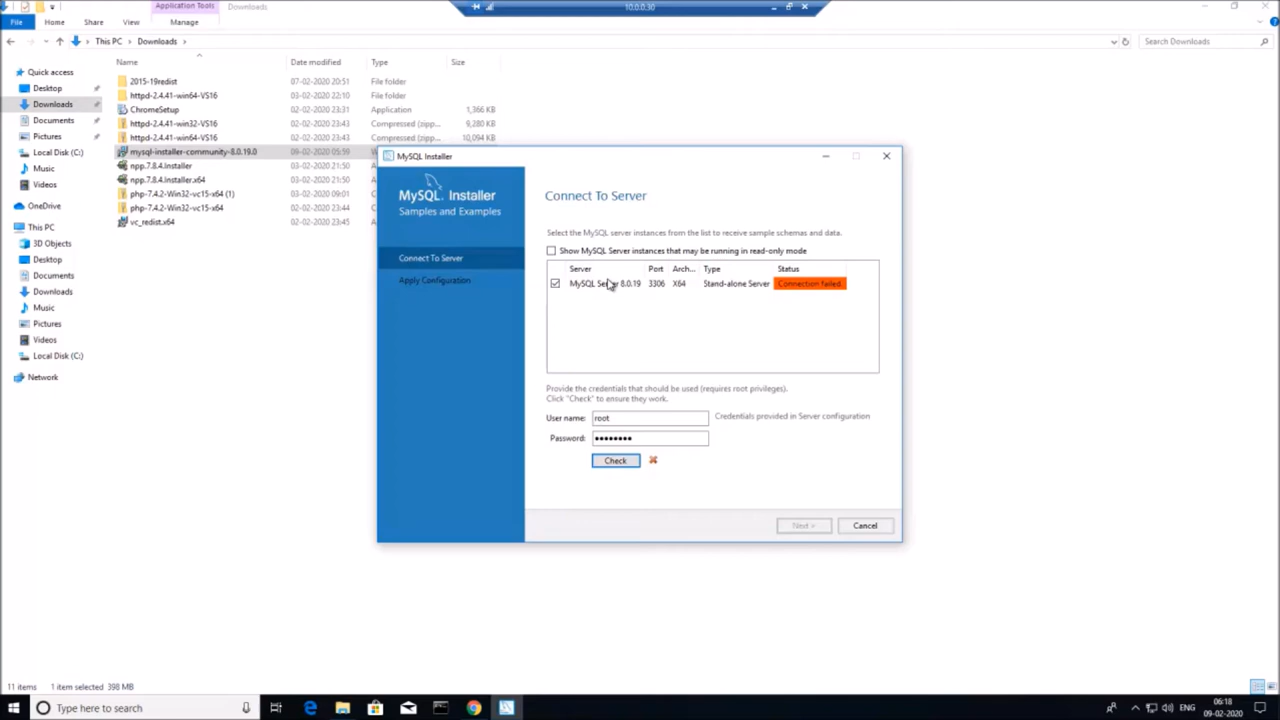 Application Tools
Downloads
10.0.0.30
File
Home
Share
View
Manage
This PC
Downloads
Search Downloads
Name
Date modified
Type
Size
Quick access
Desktop
Downloads
Documents
Pictures
Local Disk (C:)
Music
Videos
OneDrive
This PC
3D Objects
Desktop
Documents
Downloads
Music
Pictures
Videos
Local Disk (C:)
Network
2015-19redist 07-02-2020 20:51 File folder
httpd-2.4.41-win64-VS16 03-02-2020 22:10 File folder
ChromeSetup 02-02-2020 23:31 Application 1,366 KB
httpd-2.4.41-win32-VS16 02-02-2020 23:43 Compressed (zipp... 9,280 KB
httpd-2.4.41-win64-VS16 02-02-2020 23:43 Compressed (zipp... 10,094 KB
mysql-installer-community-8.0.19.0 09-02-2020 05:59
npp.7.8.4.Installer 03-02-2020 21:50
npp.7.8.4.Installer.x64 03-02-2020 21:50
php-7.4.2-Win32-vc15-x64 (1) 03-02-2020 09:01
php-7.4.2-Win32-vc15-x64 02-02-2020 23:44
vc_redist.x64 02-02-2020 23:45
MySQL Installer
MySQL. Installer
Samples and Examples
Connect To Server
Apply Configuration
Connect To Server
Select the MySQL server instances from the list to receive sample schemas and data.
Show MySQL Server instances that may be running in read-only mode
Server Port Arch... Type Status
MySQL Server 8.0.19 3306 X64 Stand-alone Server Connection failed.
Provide the credentials that should be used (requires root privileges).
Click "Check" to ensure they work.
User name: root Credentials provided in Server configuration
Password: ••••••••
Check
Next >
Cancel
11 items 1 item selected 398 MB
Type here to search
ENG
06:18
09-02-2020